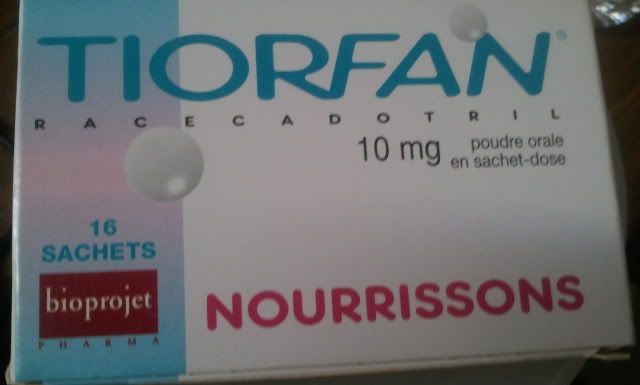 TIORFAN®
RACECADOTRIL
10 mg poudre orale
en sachet-dose
16
SACHETS
bioprojet
PHARMA
NOURRISSONS